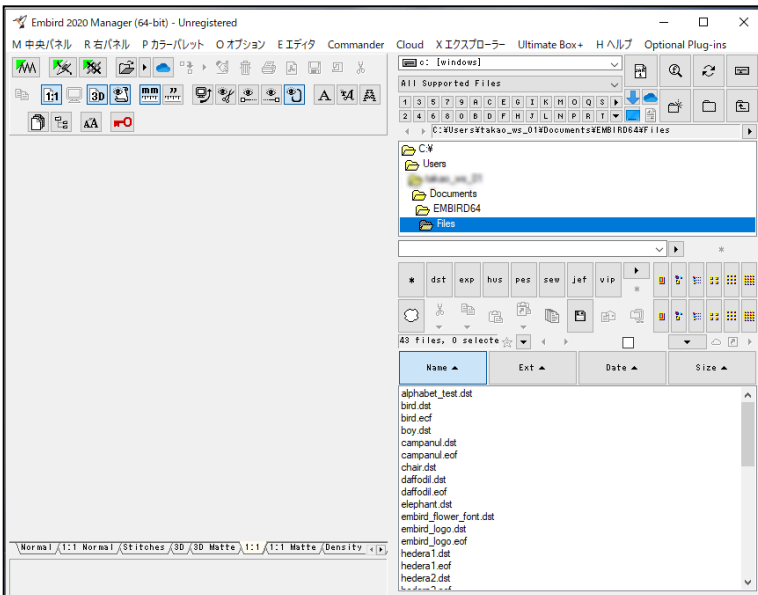 Embird 2020 Manager (64-bit) - Unregistered
M 中央パネル R 右パネル P カラーパレット O オプション E エディタ Commander Cloud X エクスプローラー Ultimate Box+ H ヘルプ Optional Plug-ins
c: [windows]
All Supported Files
1 3 5 7 9 A C E G I K M O Q S
2 4 6 8 0 B D F H J L N P R T
1:1 3D mm A
C:¥Users¥takao_ws_01¥Documents¥EMBIRD64¥Files
C:¥
Users
Documents
EMBIRD64
Files
* dst exp hus pes sew jef vip
43 files, 0 selecte
Name Ext Date Size
alphabet_test.dst
bird.dst
bird.eof
boy.dst
campanul.dst
campanul.eof
chair.dst
daffodil.dst
daffodil.eof
elephant.dst
embird_flower_font.dst
embird_logo.dst
embird_logo.eof
hedera1.dst
hedera1.eof
hedera2.dst
Normal 1:1 Normal Stitches 3D 3D Matte 1:1 1:1 Matte Density